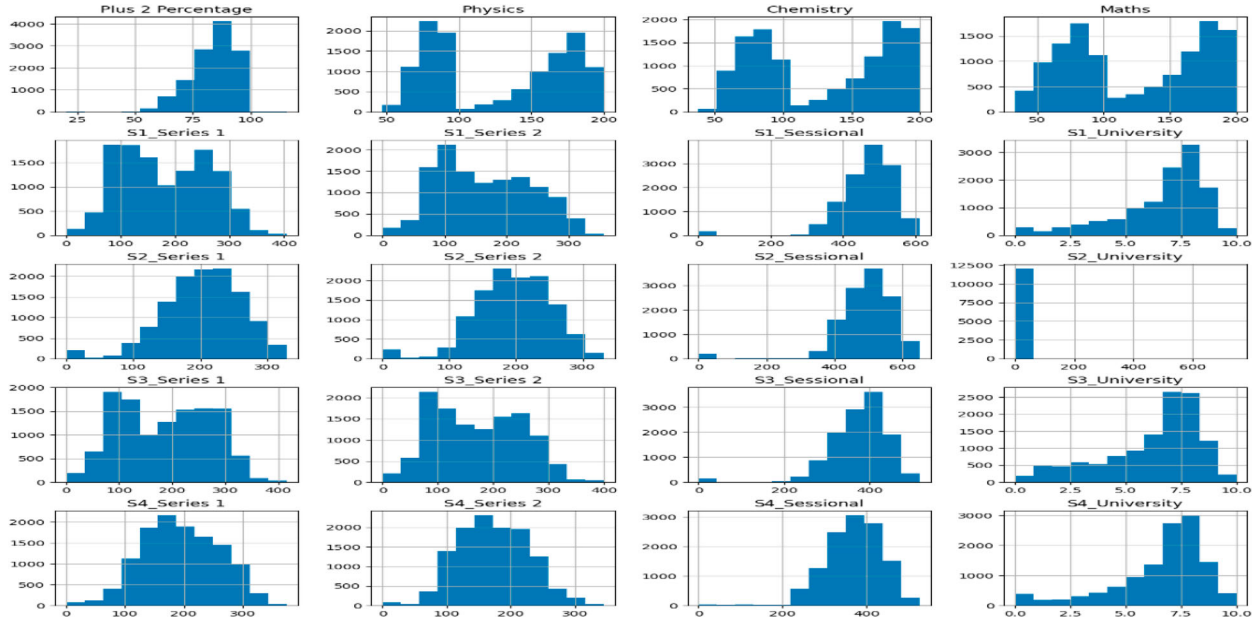 Plus 2 Percentage Physics Chemistry Maths
4000 3000 2000 1000 0 2000 1500 1000 500 0 2000 1500 1000 500 0 1500 1000 500 0
25 50 75 100 50 100 150 200 50 100 150 200 50 100 150 200
S1_Series 1 S1_Series 2 S1_Sessional S1_University
1500 1000 500 0 2000 1500 1000 500 0 3000 2000 1000 0 3000 2000 1000 0
0 100 200 300 400 0 100 200 300 0 200 400 600 0.0 2.5 5.0 7.5 10.0
S2_Series 1 S2_Series 2 S2_Sessional S2_University
2000 1500 1000 500 0 2000 1500 1000 500 0 3000 2000 1000 0 12500 10000 7500 5000 2500 0
0 100 200 300 0 100 200 300 0 200 400 600 0 200 400 600
S3_Series 1 S3_Series 2 S3_Sessional S3_University
2000 1500 1000 500 0 2000 1500 1000 500 0 3000 2000 1000 0 2500 2000 1500 1000 500 0
0 100 200 300 400 0 100 200 300 400 0 200 400 0.0 2.5 5.0 7.5 10.0
S4_Series 1 S4_Series 2 S4_Sessional S4_University
2000 1500 1000 500 0 2000 1500 1000 500 0 3000 2000 1000 0 3000 2000 1000 0
0 100 200 300 0 100 200 300 0 200 400 0.0 2.5 5.0 7.5 10.0